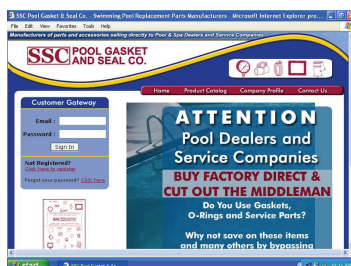 SSC Pool Gasket & Seal Co. - Swimming Pool Replacement Parts Manufacturers - Microsoft Internet Explorer pro...
File Edit View Favorites Tools Help
Manufacturers of parts and accessories selling directly to Pool & Spa Dealers and Service Companies
SSC POOL GASKET
AND SEAL CO.
Home Product Catalog Company Profile Contact Us
Customer Gateway
Email :
Password :
Sign In
Not Registered?
Click here to register
Forgot your password? Click here
ATTENTION
Pool Dealers and
Service Companies
BUY FACTORY DIRECT &
CUT OUT THE MIDDLEMAN
Do You Use Gaskets,
O-Rings and Service Parts?
Why not save on these items
and many others by bypassing
start